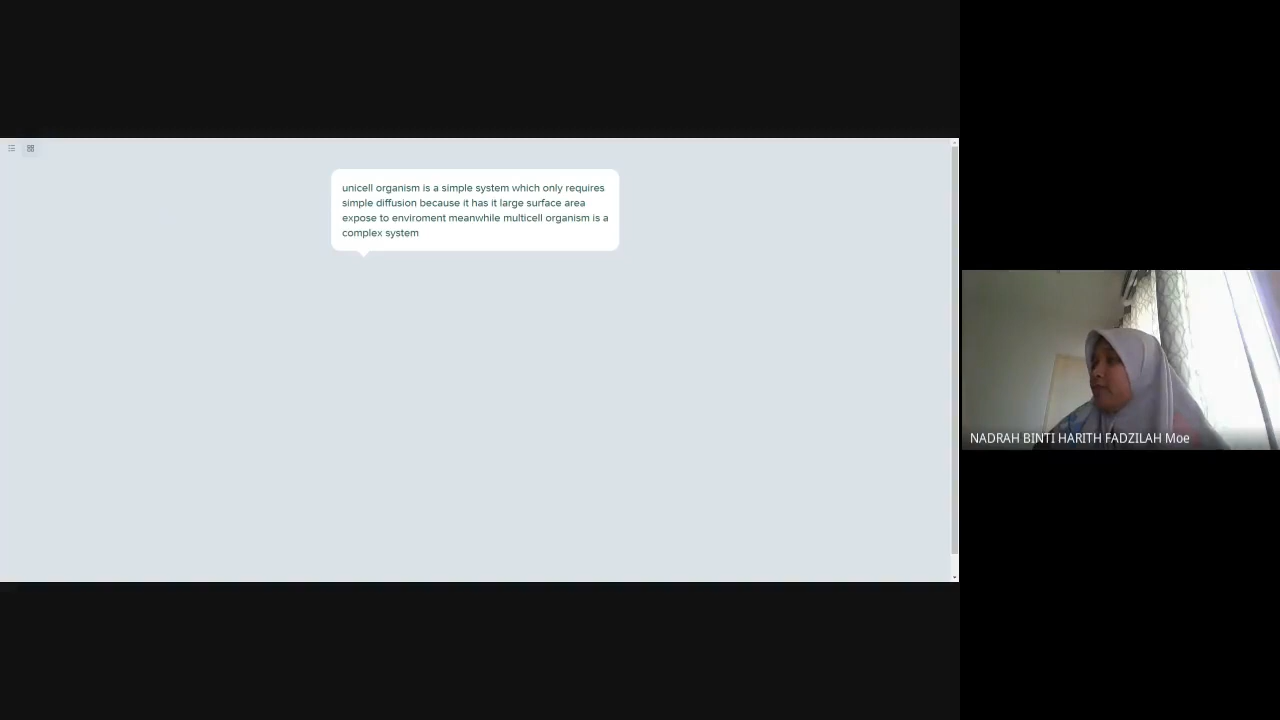 unicell organism is a simple system which only requires
simple diffusion because it has it large surface area
expose to enviroment meanwhile multicell organism is a
complex system
NADRAH BINTI HARITH FADZILAH Moe